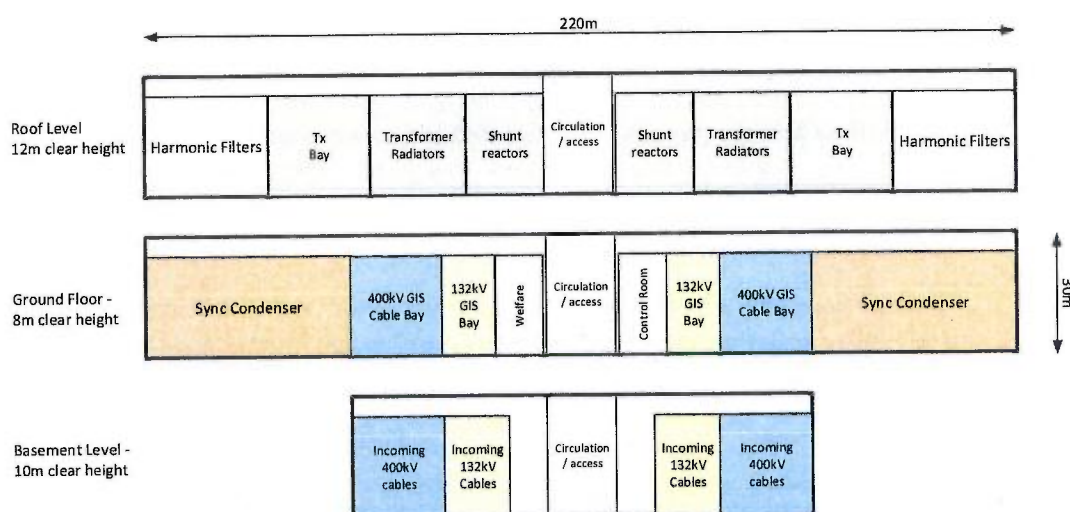 220m
Roof Level
12m clear height
Harmonic Filters
Tx
Bay
Transformer
Radiators
Shunt
reactors
Circulation
/ access
Shunt
reactors
Transformer
Radiators
Tx
Bay
Harmonic Filters
Ground Floor -
8m clear height
Sync Condenser
400kV GIS
Cable Bay
132kV
GIS
Bay
Welfare
Circulation
/ access
Control Room
132kV
GIS
Bay
400kV GIS
Cable Bay
Sync Condenser
30m
Basement Level -
10m clear height
Incoming
400kV
cables
Incoming
132kV
Cables
Circulation
/ access
Incoming
132kV
Cables
Incoming
400kV
cables